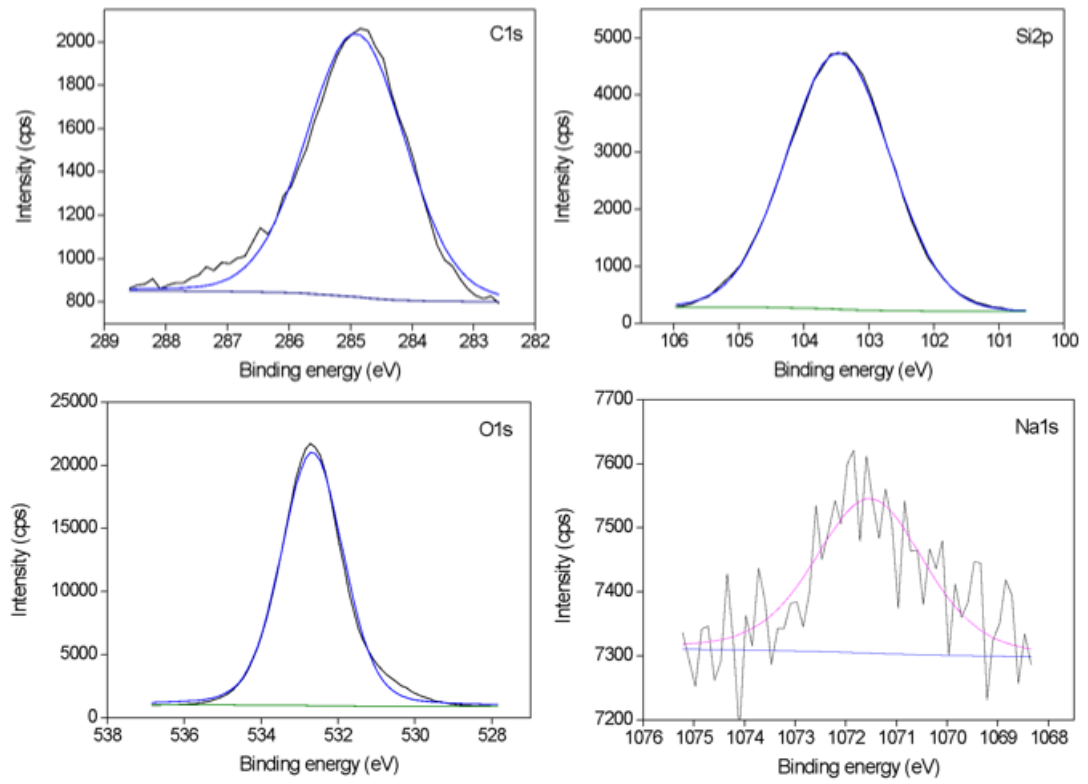 C1s
2000
1800
1600
1400
1200
1000
800
Intensity (cps)
289 288 287 286 285 284 283 282
Binding energy (eV)
Si2p
5000
4000
3000
2000
1000
0
Intensity (cps)
106 105 104 103 102 101 100
Binding energy (eV)
O1s
25000
20000
15000
10000
5000
0
Intensity (cps)
538 536 534 532 530 528
Binding energy (eV)
Na1s
7700
7600
7500
7400
7300
7200
Intensity (cps)
1076 1075 1074 1073 1072 1071 1070 1069 1068
Binding energy (eV)